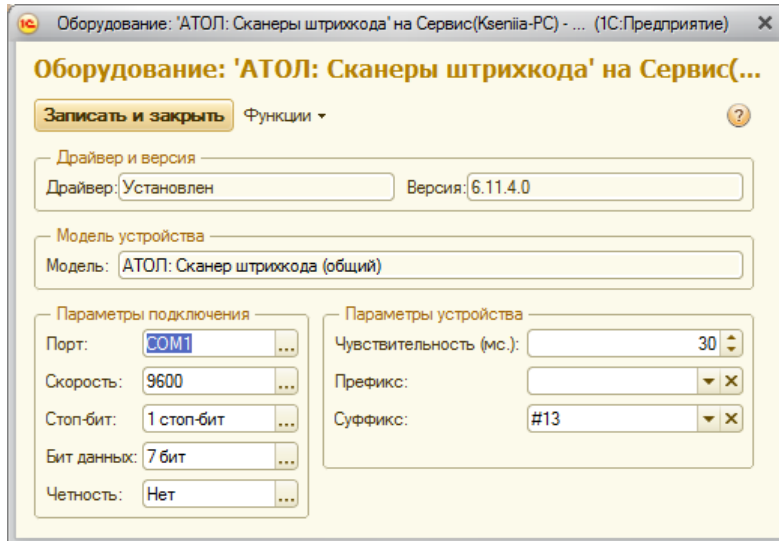 Оборудование: 'АТОЛ: Сканеры штрихкода' на Сервис(Kseniia-PC) - ... (1С:Предприятие)
Оборудование: 'АТОЛ: Сканеры штрихкода' на Сервис(...
Записать и закрыть Функции
Драйвер и версия
Драйвер: Установлен Версия: 6.11.4.0
Модель устройства
Модель: АТОЛ: Сканер штрихкода (общий)
Параметры подключения
Порт: COM1 ...
Скорость: 9600 ...
Стоп-бит: 1 стоп-бит ...
Бит данных: 7 бит ...
Четность: Нет ...
Параметры устройства
Чувствительность (мс.): 30
Префикс:
Суффикс: #13